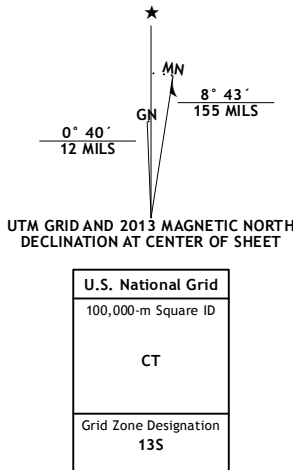 MN
8° 43´
155 MILS
GN
0° 40´
12 MILS
UTM GRID AND 2013 MAGNETIC NORTH
DECLINATION AT CENTER OF SHEET
U.S. National Grid
100,000-m Square ID
CT
Grid Zone Designation
13S